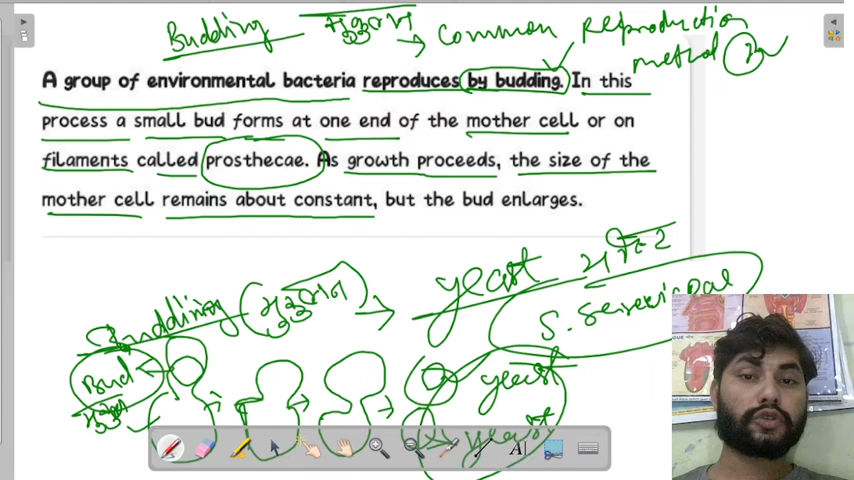 Budding मुकुलन → Common Reproduction
method
A group of environmental bacteria reproduces by budding. In this
process a small bud forms at one end of the mother cell or on
filaments called prosthecae. As growth proceeds, the size of the
mother cell remains about constant, but the bud enlarges.
Budding → yeast
Bud
yeast
yeast